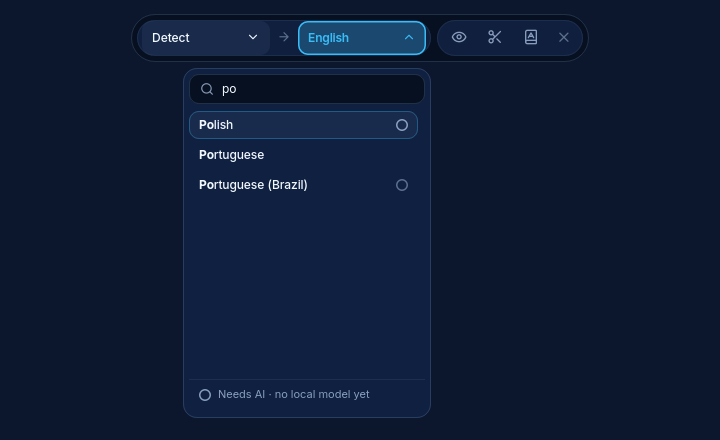 Detect
English
po
Polish
Portuguese
Portuguese (Brazil)
Needs AI · no local model yet